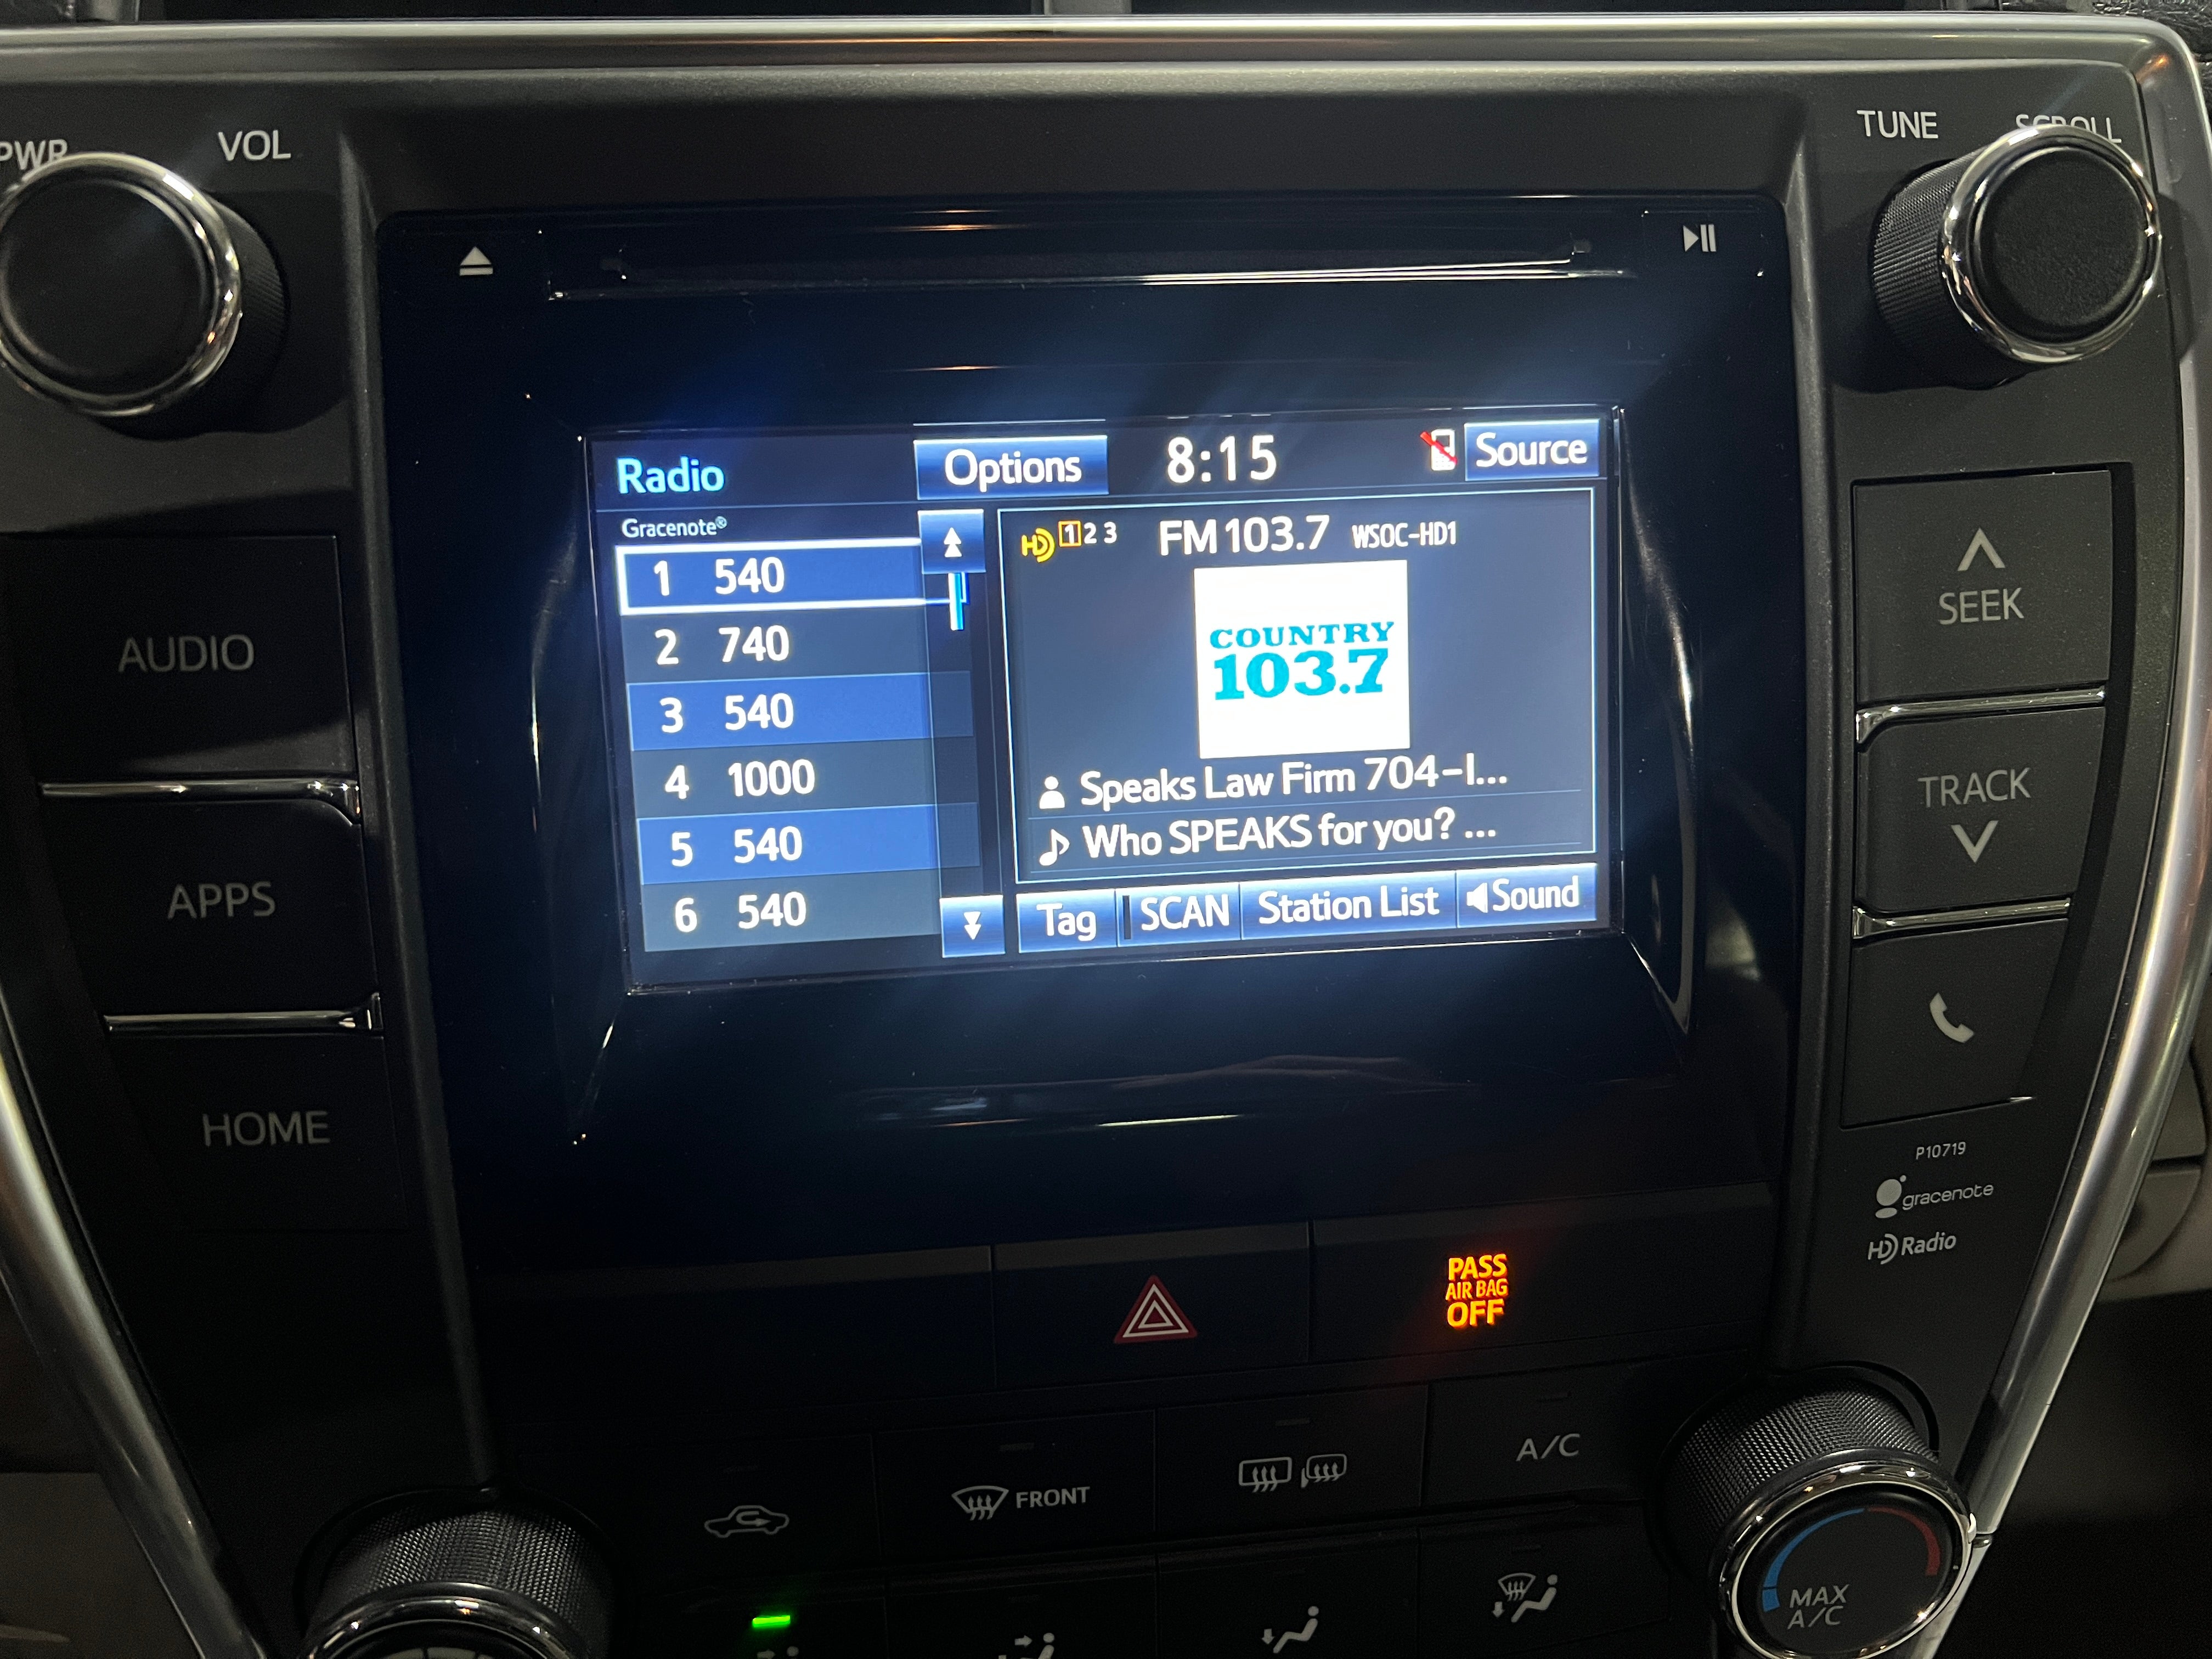 PWR VOL
TUNE SCROLL
Radio
Options
8:15
Source
Gracenote®
1 540
2 740
3 540
4 1000
5 540
6 540
HD 1 2 3 FM 103.7 WSOC-HD1
COUNTRY
103.7
Speaks Law Firm 704-I...
Who SPEAKS for you? ...
Tag
SCAN
Station List
Sound
AUDIO
APPS
HOME
SEEK
TRACK
P10719
gracenote
HD Radio
PASS
AIR BAG
OFF
FRONT
A/C
MAX
A/C